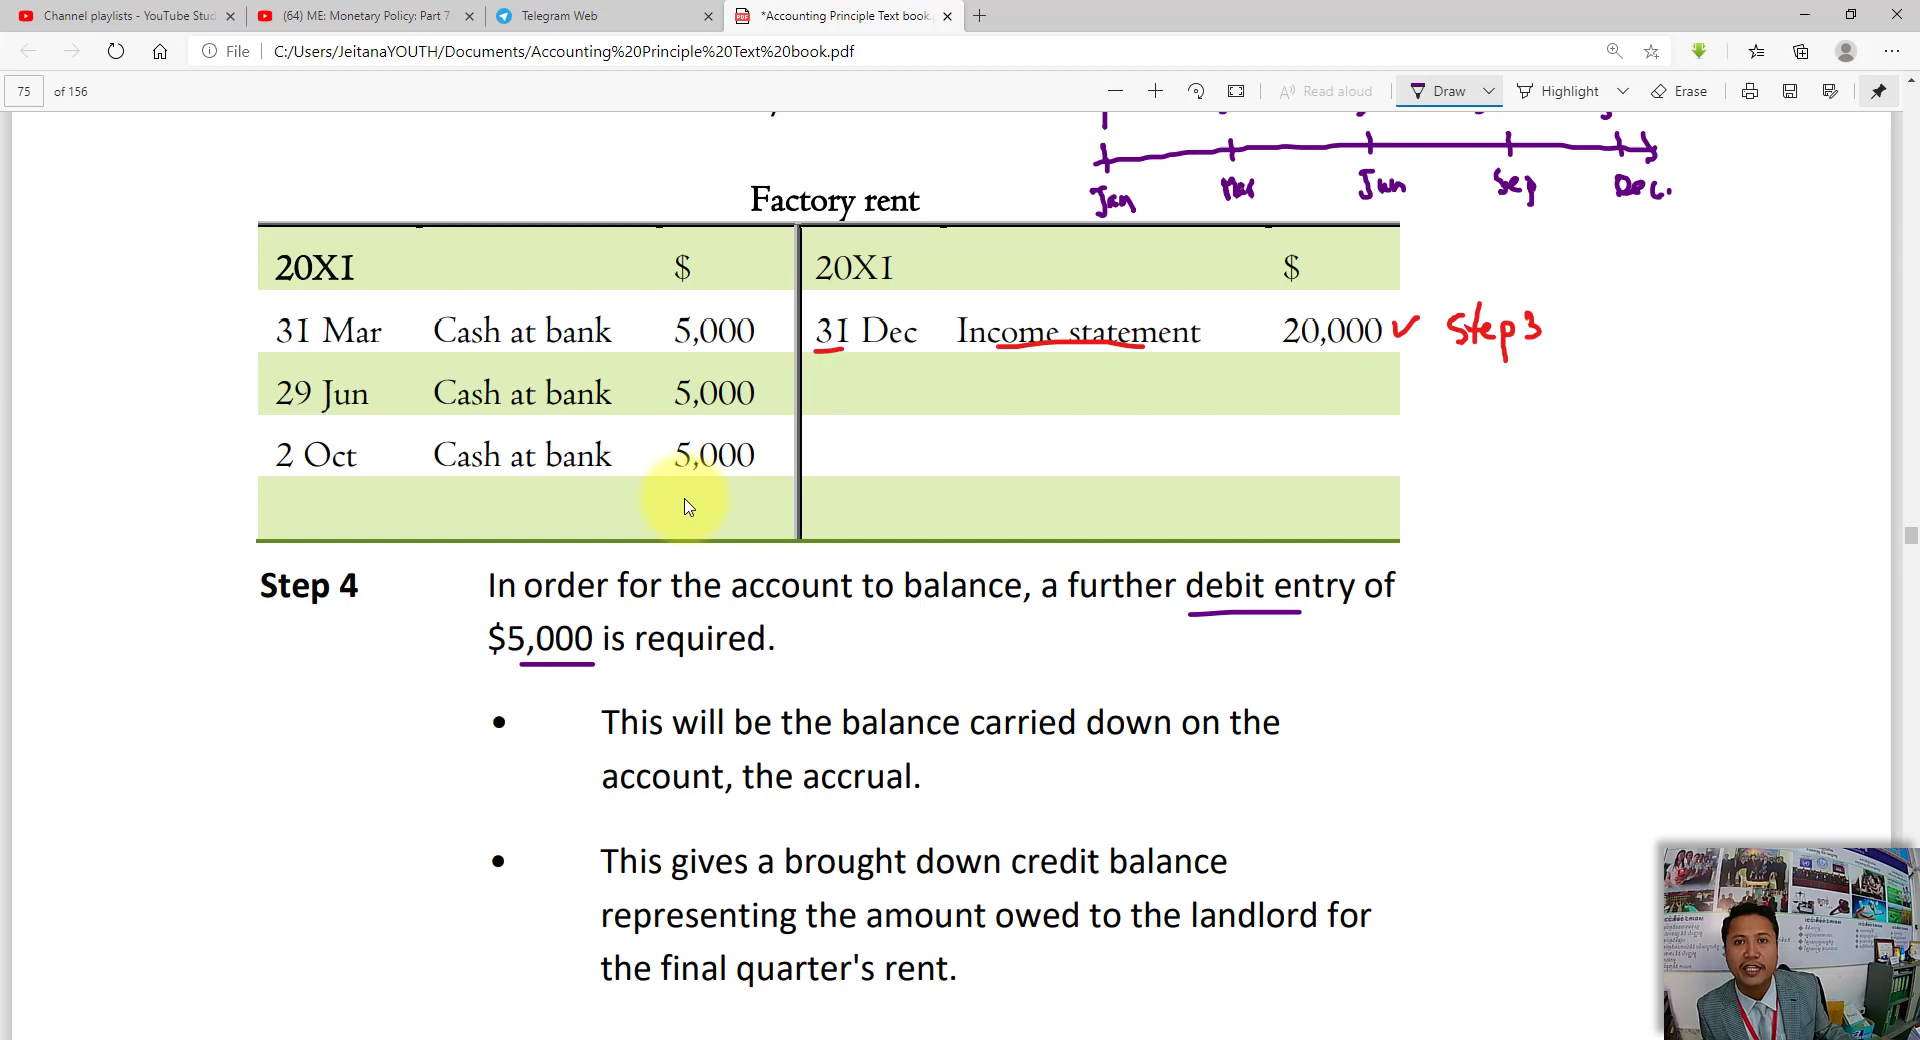 Channel playlists - YouTube Stud
(64) ME: Monetary Policy: Part 7
Telegram Web
*Accounting Principle Text book.
File C:/Users/JeitanaYOUTH/Documents/Accounting%20Principle%20Text%20book.pdf
75 of 156
Read aloud Draw Highlight Erase
Jan Mar Jun Sep Dec.
Factory rent
20X1 $ 20X1 $
31 Mar Cash at bank 5,000 31 Dec Income statement 20,000 Step 3
29 Jun Cash at bank 5,000
2 Oct Cash at bank 5,000
Step 4 In order for the account to balance, a further debit entry of
$5,000 is required.
• This will be the balance carried down on the
account, the accrual.
• This gives a brought down credit balance
representing the amount owed to the landlord for
the final quarter's rent.